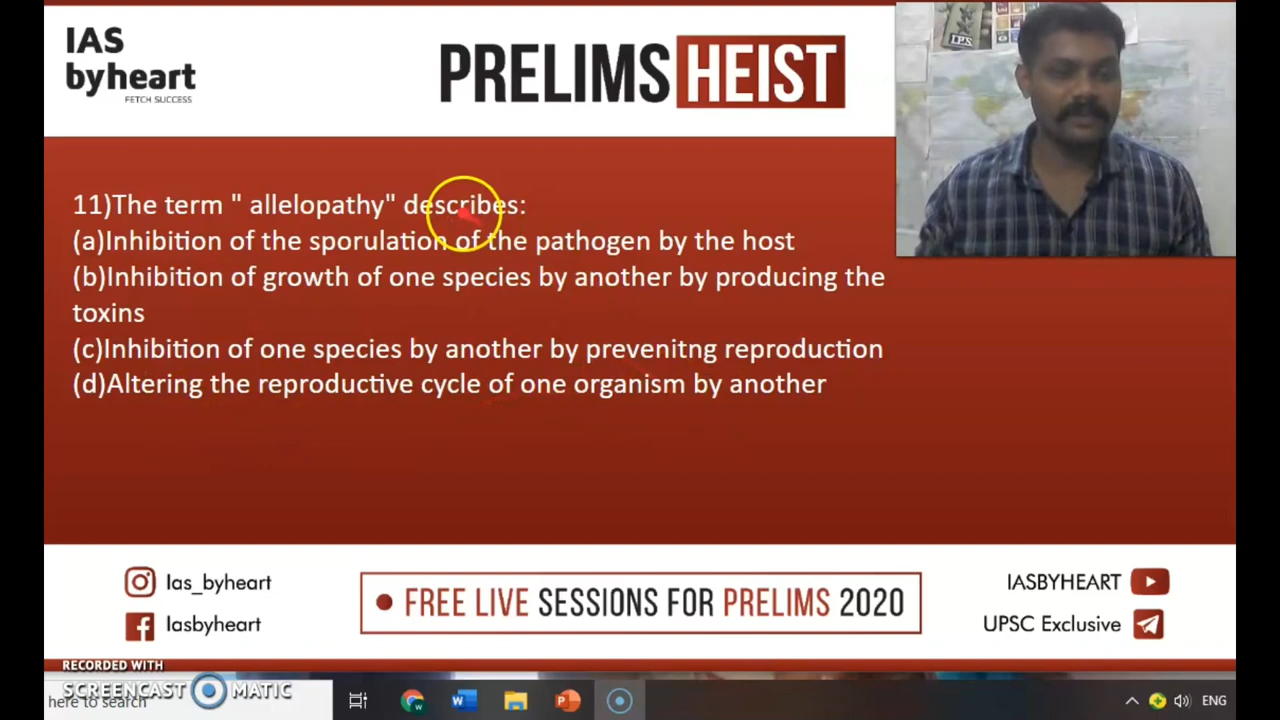 IAS
byheart
FETCH SUCCESS
PRELIMS HEIST
I.P.S
11)The term " allelopathy" describes:
(a)Inhibition of the sporulation of the pathogen by the host
(b)Inhibition of growth of one species by another by producing the
toxins
(c)Inhibition of one species by another by prevenitng reproduction
(d)Altering the reproductive cycle of one organism by another
Ias_byheart
Iasbyheart
FREE LIVE SESSIONS FOR PRELIMS 2020
IASBYHEART
UPSC Exclusive
RECORDED WITH
SCREENCAST MATIC
here to search
ENG